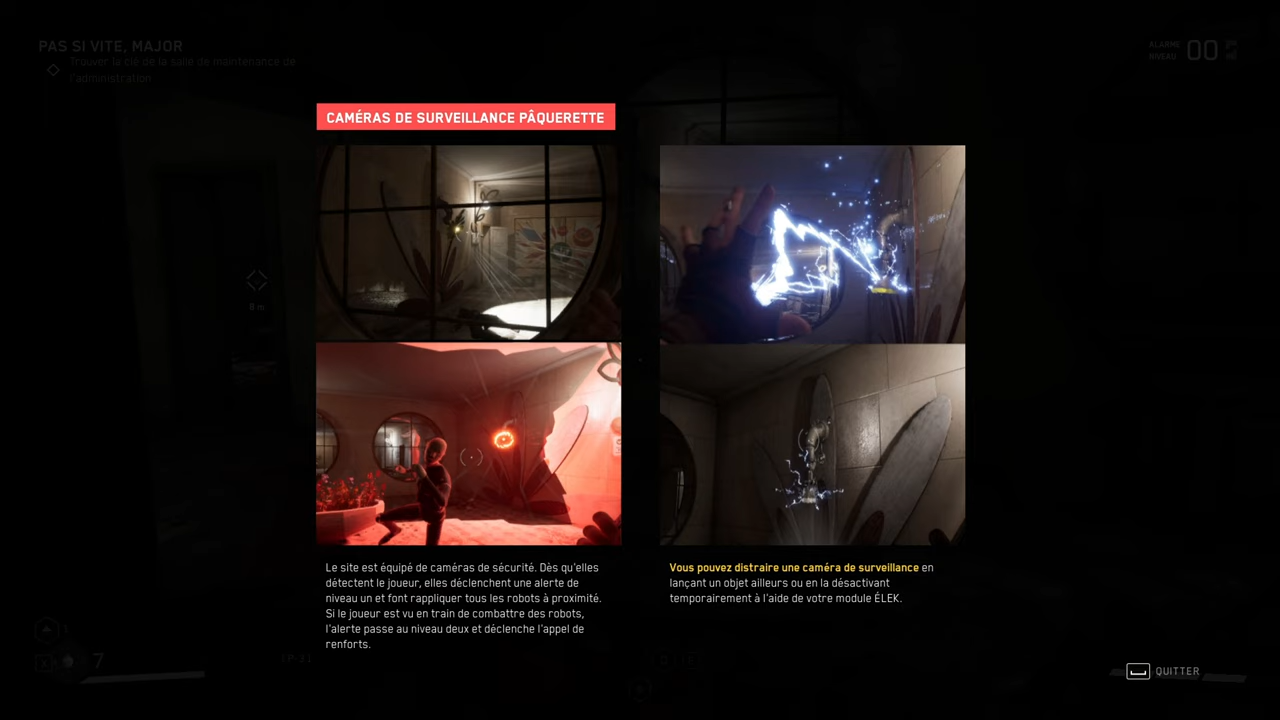 PAS SI VITE, MAJOR
Trouver la clé de la salle de maintenance de
l'administration
ALARME
NIVEAU
00
CAMÉRAS DE SURVEILLANCE PÂQUERETTE
8 m
Le site est équipé de caméras de sécurité. Dès qu'elles
détectent le joueur, elles déclenchent une alerte de
niveau un et font rappliquer tous les robots à proximité.
Si le joueur est vu en train de combattre des robots,
l'alerte passe au niveau deux et déclenche l'appel de
renforts.
Vous pouvez distraire une caméra de surveillance en
lançant un objet ailleurs ou en la désactivant
temporairement à l'aide de votre module ÉLEK.
7
QUITTER